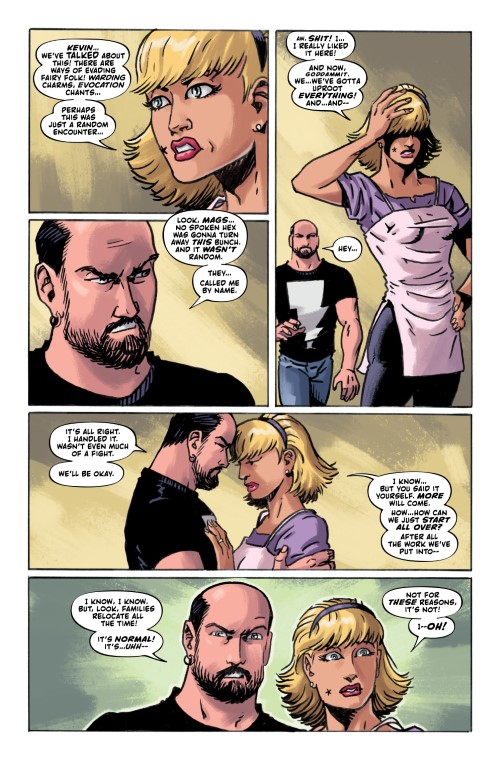 KEVIN...
WE'VE TALKED ABOUT
THIS! THERE ARE
WAYS OF EVADING
FAIRY FOLK! WARDING
CHARMS, EVOCATION
CHANTS...
PERHAPS
THIS WAS
JUST A RANDOM
ENCOUNTER...
LOOK, MAGS...
NO SPOKEN HEX
WAS GONNA TURN
AWAY THIS BUNCH.
AND IT WASN'T
RANDOM.
THEY...
CALLED ME
BY NAME.
AW, SHIT! I...
I REALLY LIKED
IT HERE!
AND NOW,
GODDAMMIT,
WE...WE'VE GOTTA
UPROOT
EVERYTHING!
AND...AND--
HEY...
IT'S ALL RIGHT.
I HANDLED IT.
WASN'T EVEN MUCH
OF A FIGHT.
WE'LL BE OKAY.
I KNOW...
BUT YOU SAID IT
YOURSELF. MORE
WILL COME.
HOW...HOW CAN
WE JUST START
ALL OVER?
AFTER ALL
THE WORK WE'VE
PUT INTO--
I KNOW, I KNOW.
BUT, LOOK, FAMILIES
RELOCATE ALL
THE TIME!
IT'S NORMAL!
IT'S...UHH--
NOT FOR
THESE REASONS,
IT'S NOT!
I--OH!